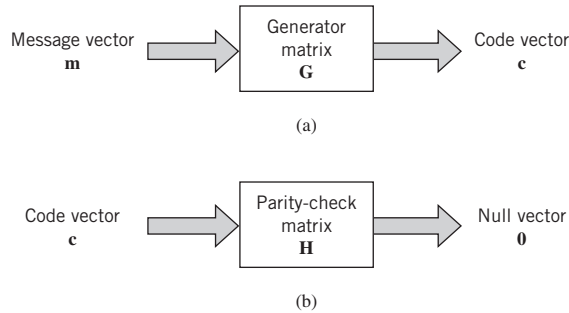 Message vector
m
Generator
matrix
G
Code vector
c
(a)
Code vector
c
Parity-check
matrix
H
Null vector
0
(b)